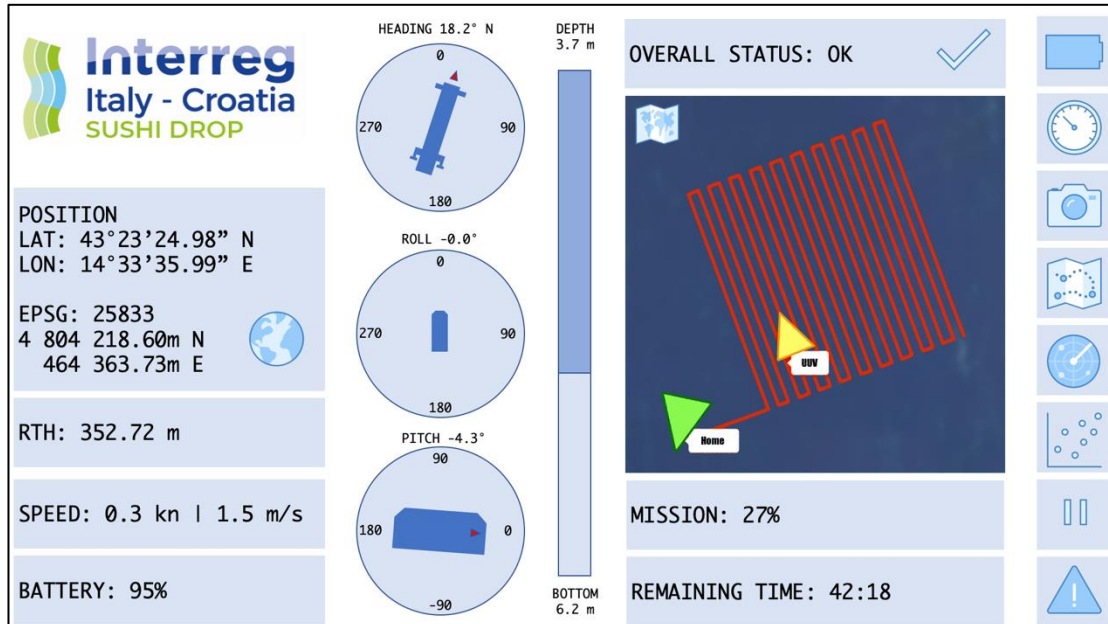 Interreg
Italy - Croatia
SUSHI DROP
POSITION
LAT: 43°23’24.98” N
LON: 14°33’35.99” E
EPSG: 25833
4 804 218.60m N
464 363.73m E
RTH: 352.72 m
SPEED: 0.3 kn | 1.5 m/s
BATTERY: 95%
HEADING 18.2° N
0
270
90
180
ROLL -0.0°
0
270
90
180
PITCH -4.3°
90
180
0
-90
DEPTH
3.7 m
BOTTOM
6.2 m
OVERALL STATUS: OK
UUV
Home
MISSION: 27%
REMAINING TIME: 42:18